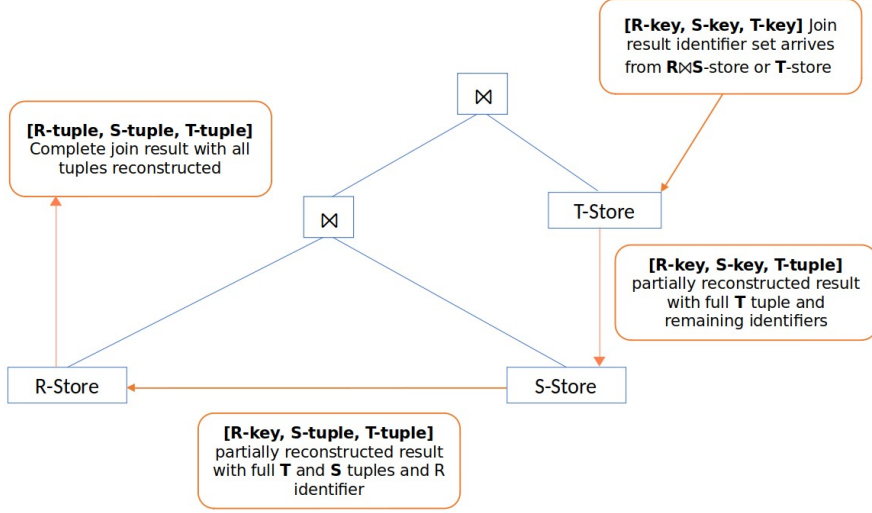 [R-key, S-key, T-key] Join
result identifier set arrives
from R⋈S-store or T-store
⋈
[R-tuple, S-tuple, T-tuple]
Complete join result with all
tuples reconstructed
⋈
T-Store
[R-key, S-key, T-tuple]
partially reconstructed result
with full T tuple and
remaining identifiers
R-Store
S-Store
[R-key, S-tuple, T-tuple]
partially reconstructed result
with full T and S tuples and R
identifier